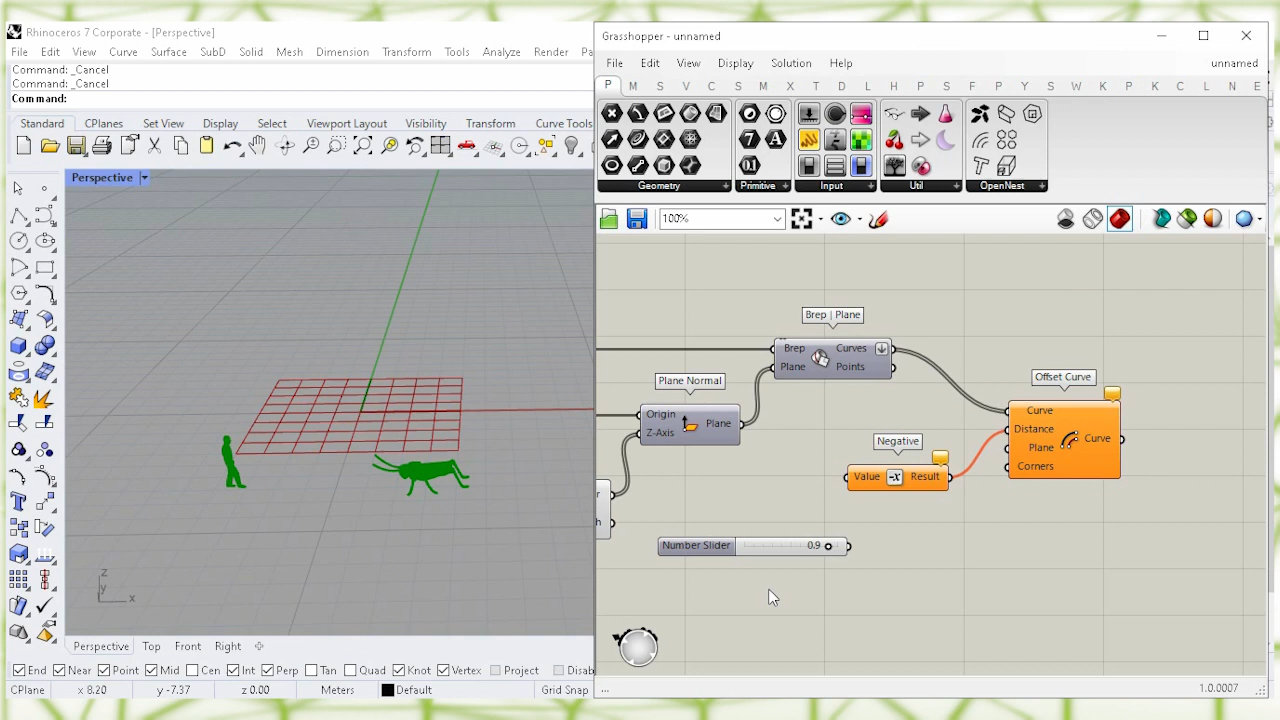 Rhinoceros 7 Corporate - [Perspective]
File Edit View Curve Surface SubD Solid Mesh Dimension Transform Tools Analyze Render Pa
Command: _Cancel
Command: _Cancel
Command:
Standard CPlanes Set View Display Select Viewport Layout Visibility Transform Curve Tools
Perspective
z
y
x
Perspective Top Front Right
End Near Point Mid Cen Int Perp Tan Quad Knot Vertex Project Disab
CPlane x 8.20 y -7.37 z 0.00 Meters Default Grid Snap
Grasshopper - unnamed
File Edit View Display Solution Help unnamed
P M S V C S M X T D L H P U S F N K W K P K C L N E
Geometry Primitive Input Util OpenNest
100%
Brep | Plane
Brep Curves
Plane Points
Plane Normal
Origin
Z-Axis
Plane
Offset Curve
Curve
Distance
Plane
Corners
Curve
Negative
Value -x Result
r
h
Number Slider 0.9
... 1.0.0007